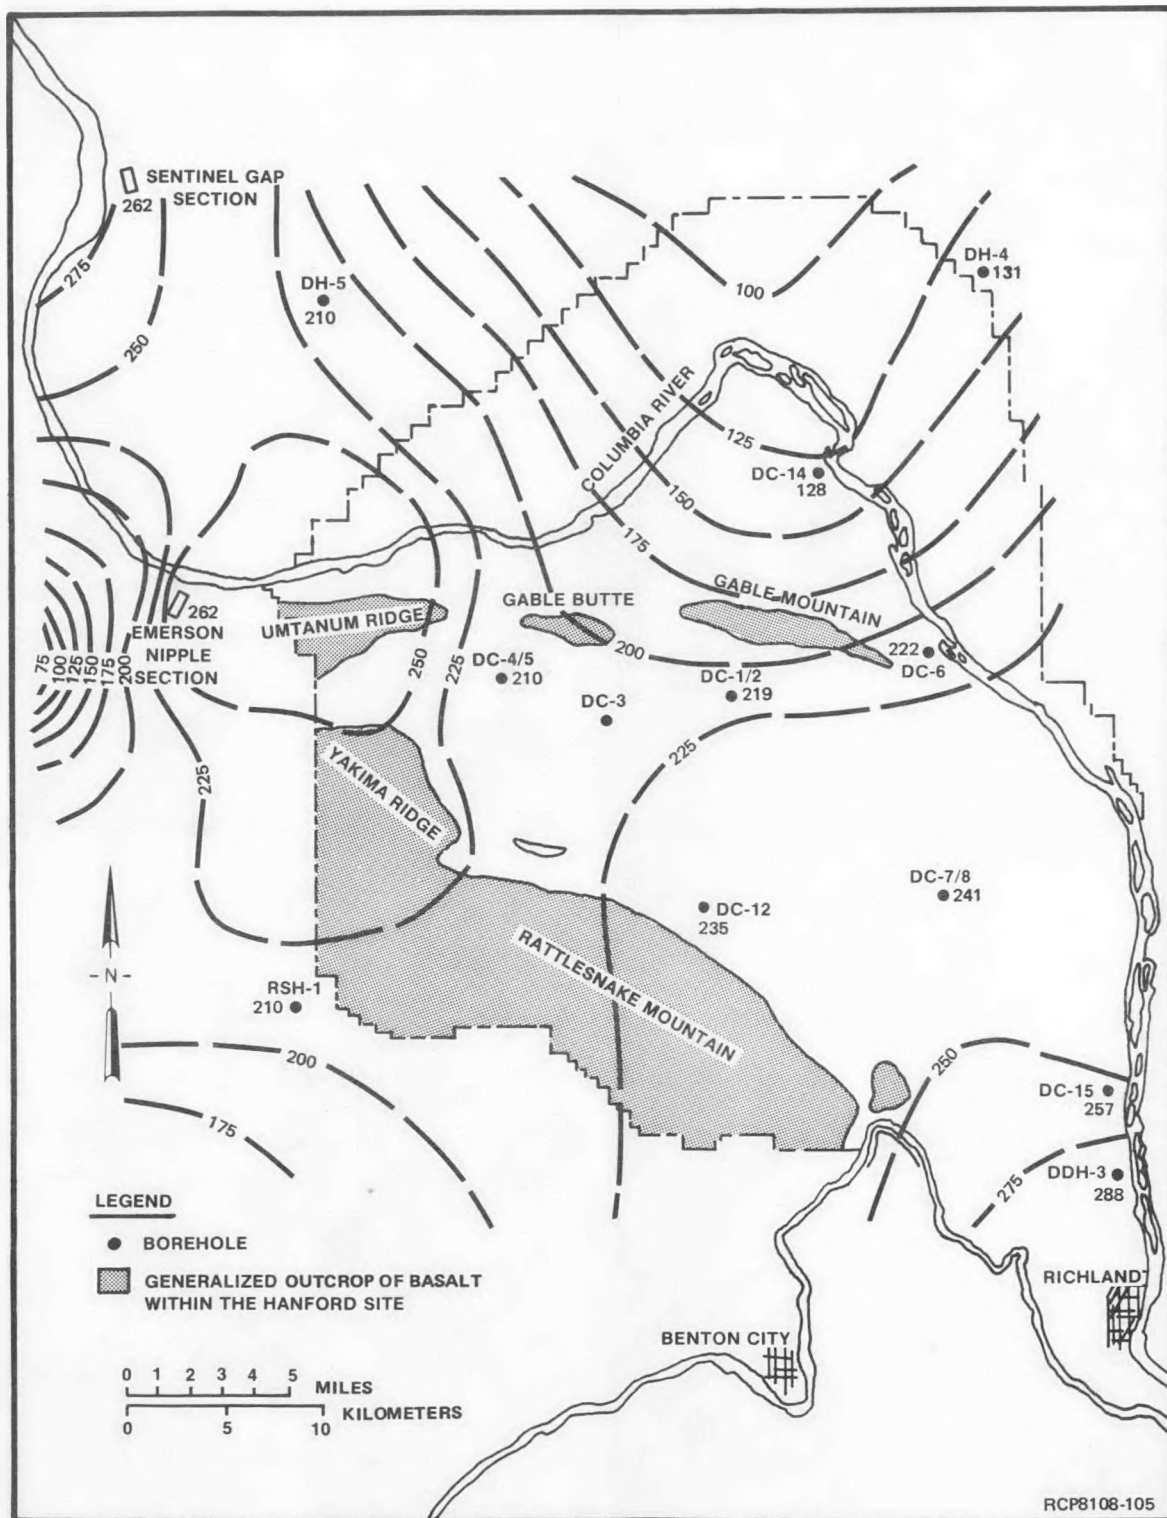 SENTINEL GAP
SECTION
262
275
250
DH-5
210
DH-4
131
100
COLUMBIA RIVER
125
DC-14
128
150
175
GABLE MOUNTAIN
GABLE BUTTE
262
EMERSON
NIPPLE
SECTION
UMTANUM RIDGE
75
100
125
150
175
200
250
225
200
DC-4/5
210
DC-3
DC-1/2
219
222
DC-6
225
225
YAKIMA RIDGE
DC-7/8
241
DC-12
235
RATTLESNAKE MOUNTAIN
-N-
RSH-1
210
200
175
250
DC-15
257
275
DDH-3
288
LEGEND
BOREHOLE
GENERALIZED OUTCROP OF BASALT
WITHIN THE HANFORD SITE
RICHLAND
BENTON CITY
0 1 2 3 4 5
MILES
KILOMETERS
0 5 10
RCP8108-105